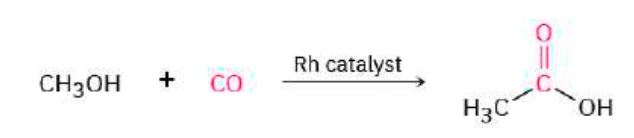 CH₃OH + CO Rh catalyst
O
C
H₃C OH